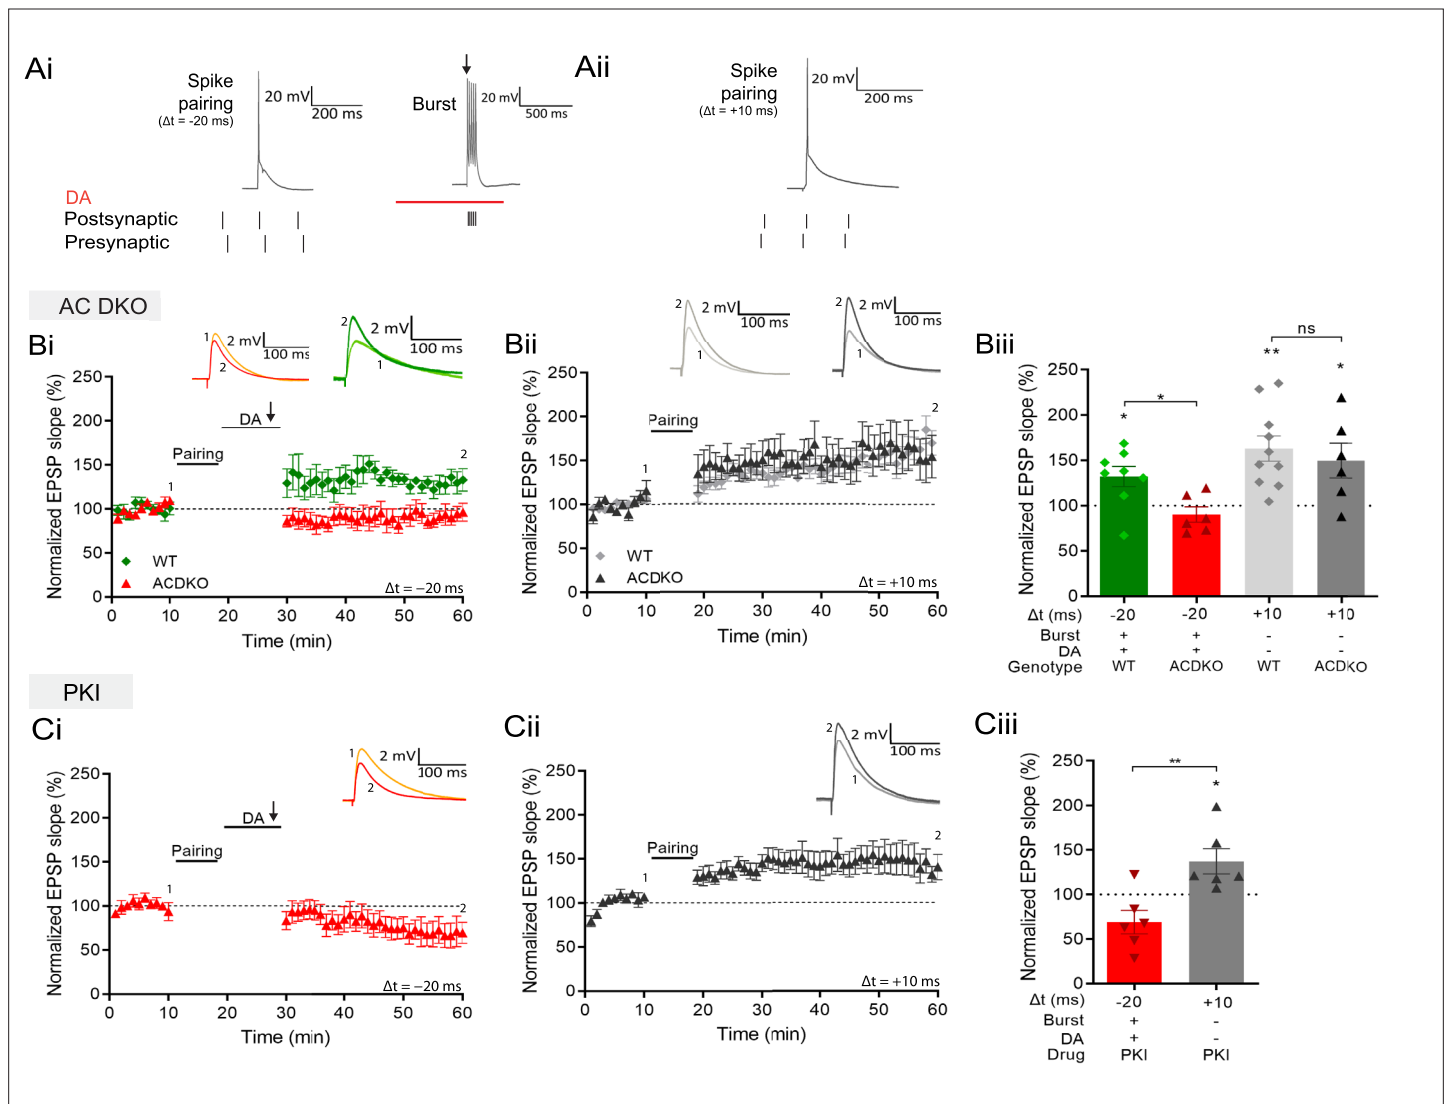 Ai
Spike
pairing
(Δt = -20 ms)
20 mV
200 ms
Burst
20 mV
500 ms
DA
Postsynaptic
Presynaptic
Aii
Spike
pairing
(Δt = +10 ms)
20 mV
200 ms
AC DKO
Bi
1
2
2 mV
100 ms
2
1
2 mV
100 ms
Normalized EPSP slope (%)
250
200
150
100
50
0
Pairing
DA
1
2
WT
ACDKO
Δt = −20 ms
0 10 20 30 40 50 60
Time (min)
Bii
2
1
2 mV
100 ms
2
1
2 mV
100 ms
Normalized EPSP slope (%)
250
200
150
100
50
0
Pairing
1
2
WT
ACDKO
Δt = +10 ms
0 10 20 30 40 50 60
Time (min)
Biii
Normalized EPSP slope (%)
250
200
150
100
50
0
*
*
**
ns
*
Δt (ms) -20 -20 +10 +10
Burst + + - -
DA + + - -
Genotype WT ACDKO WT ACDKO
PKI
Ci
1
2
2 mV
100 ms
Normalized EPSP slope (%)
250
200
150
100
50
0
Pairing
DA
1
2
Δt = −20 ms
0 10 20 30 40 50 60
Time (min)
Cii
2
1
2 mV
100 ms
Normalized EPSP slope (%)
250
200
150
100
50
0
Pairing
1
2
Δt = +10 ms
0 10 20 30 40 50 60
Time (min)
Ciii
Normalized EPSP slope (%)
250
200
150
100
50
0
**
*
Δt (ms) -20 +10
Burst + -
DA + -
Drug PKI PKI